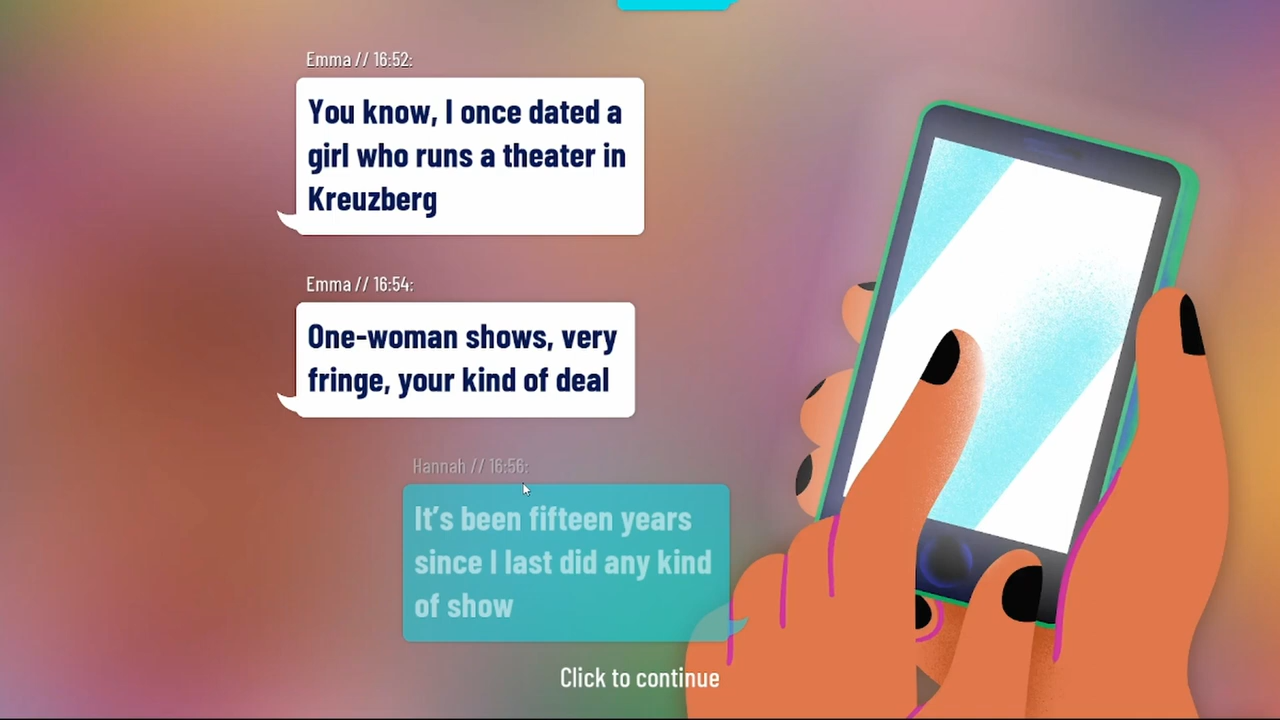 Emma // 16:52:
You know, I once dated a
girl who runs a theater in
Kreuzberg
Emma // 16:54:
One-woman shows, very
fringe, your kind of deal
Hannah // 16:56:
It's been fifteen years
since I last did any kind
of show
Click to continue